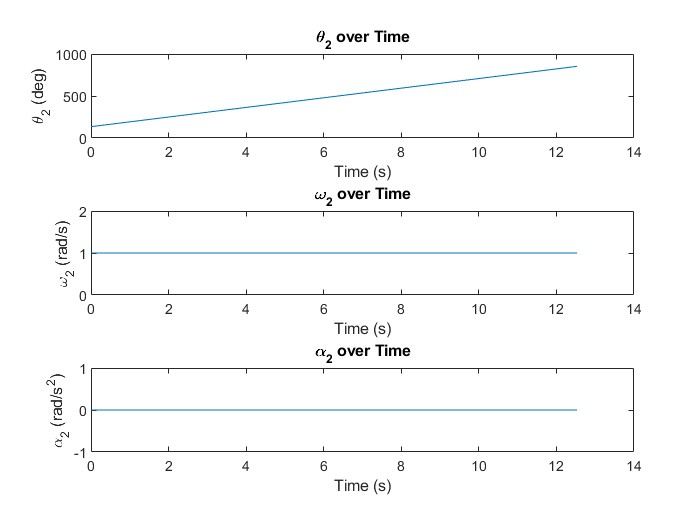 θ₂ over Time
1000
500
0
θ₂ (deg)
0 2 4 6 8 10 12 14
Time (s)
ω₂ over Time
2
1
0
ω₂ (rad/s)
0 2 4 6 8 10 12 14
Time (s)
α₂ over Time
1
0
-1
α₂ (rad/s²)
0 2 4 6 8 10 12 14
Time (s)